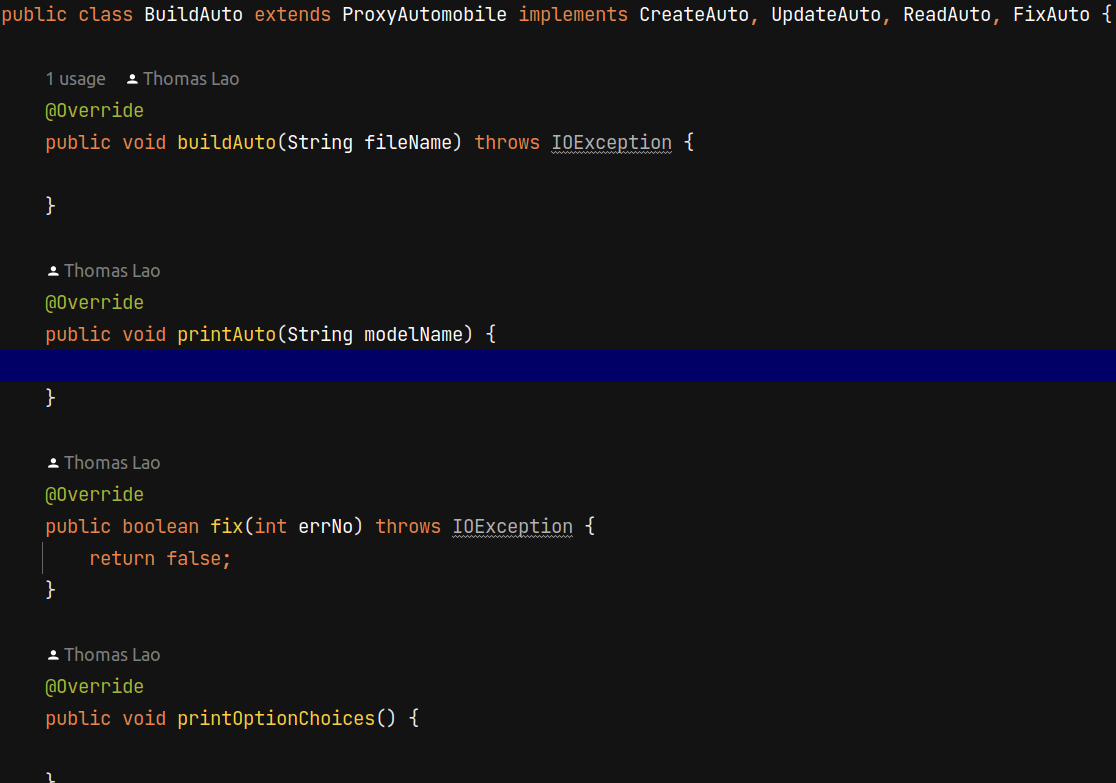 public class BuildAuto extends ProxyAutomobile implements CreateAuto, UpdateAuto, ReadAuto, FixAuto {
1 usage Thomas Lao
@Override
public void buildAuto(String fileName) throws IOException {
}
Thomas Lao
@Override
public void printAuto(String modelName) {
}
Thomas Lao
@Override
public boolean fix(int errNo) throws IOException {
return false;
}
Thomas Lao
@Override
public void printOptionChoices() {
}